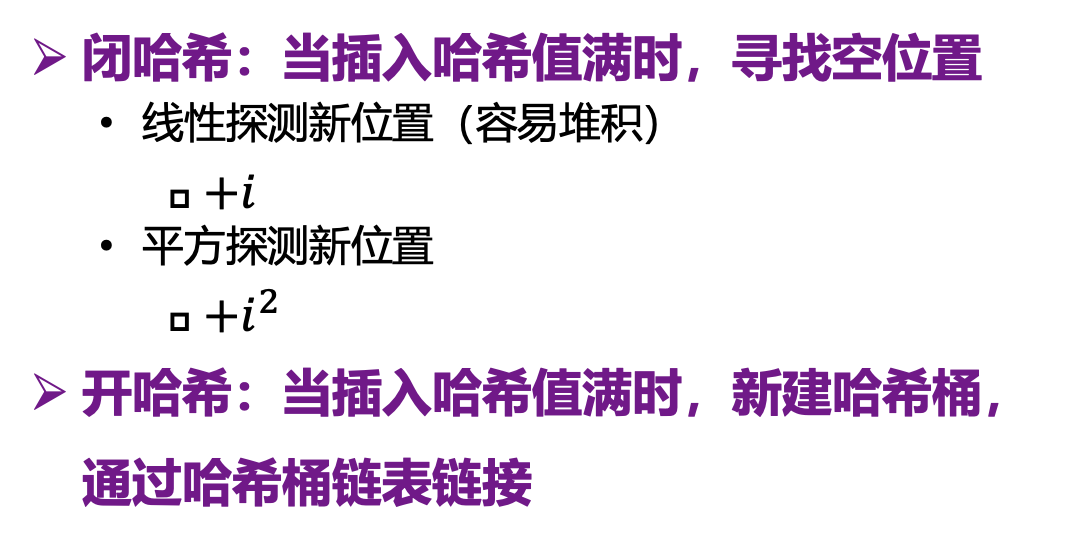 ➢ 闭哈希：当插入哈希值满时，寻找空位置
• 线性探测新位置（容易堆积）
▫ +i
• 平方探测新位置
▫ +i²
➢ 开哈希：当插入哈希值满时，新建哈希桶，
通过哈希桶链表链接